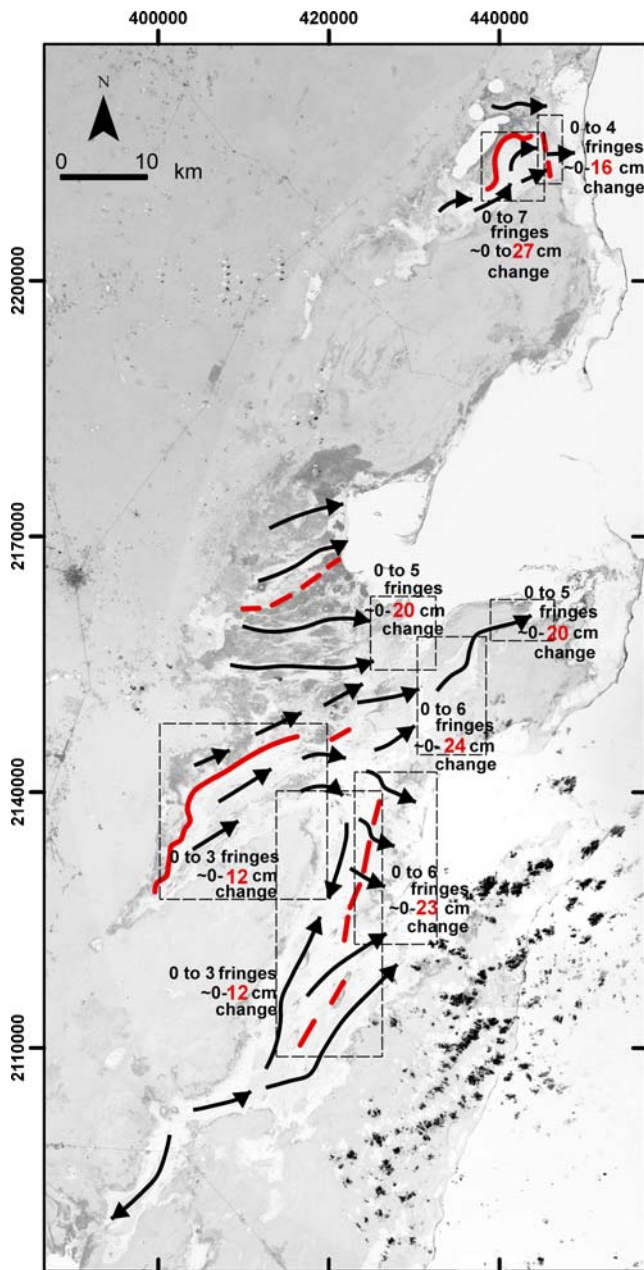 400000 420000 440000
N
0 10 km
0 to 4
fringes
~0-16 cm
change
0 to 7
fringes
~0 to27 cm
change
2200000
2170000
0 to 5
fringes
~0-20 cm
change
0 to 5
fringes
~0-20 cm
change
0 to 6
fringes
~0-24 cm
change
2140000
0 to 3 fringes
~0-12 cm
change
0 to 6
fringes
~0-23 cm
change
0 to 3 fringes
~0-12 cm
change
2110000